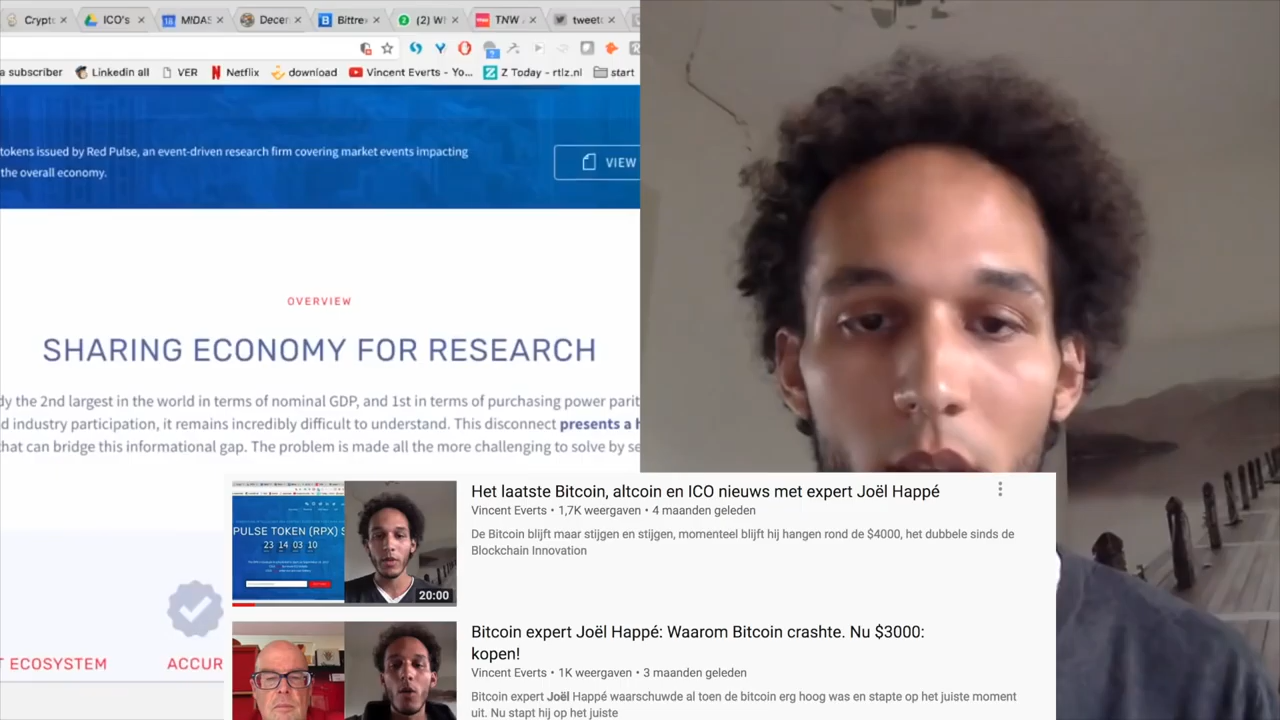 Crypto
ICO's
18
MIDAS
Decen
Bittrex
2
(2) W
TNW
tweetd
a subscriber
Linkedin all
VER
Netflix
download
Vincent Everts - Yo...
Z Today - rtlz.nl
start
tokens issued by Red Pulse, an event-driven research firm covering market events impacting
the overall economy.
VIEW
OVERVIEW
SHARING ECONOMY FOR RESEARCH
dy the 2nd largest in the world in terms of nominal GDP, and 1st in terms of purchasing power parit
d industry participation, it remains incredibly difficult to understand. This disconnect presents a h
that can bridge this informational gap. The problem is made all the more challenging to solve by se
T ECOSYSTEM
ACCUR
PULSE TOKEN (RPX) S
23 14 03 10
20:00
Het laatste Bitcoin, altcoin en ICO nieuws met expert Joël Happé
Vincent Everts • 1,7K weergaven • 4 maanden geleden
De Bitcoin blijft maar stijgen en stijgen, momenteel blijft hij hangen rond de $4000, het dubbele sinds de
Blockchain Innovation
Bitcoin expert Joël Happé: Waarom Bitcoin crashte. Nu $3000:
kopen!
Vincent Everts • 1K weergaven • 3 maanden geleden
Bitcoin expert Joël Happé waarschuwde al toen de bitcoin erg hoog was en stapte op het juiste moment
uit. Nu stapt hij op het juiste